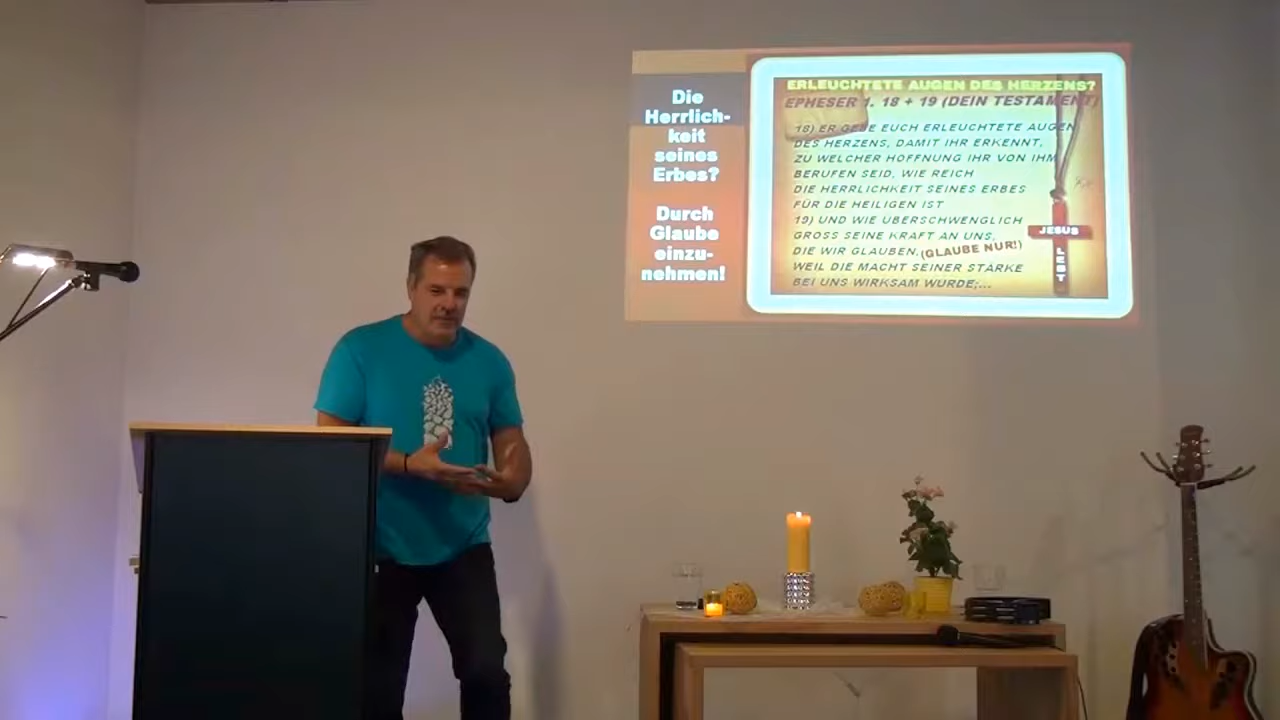 Die
Herrlich-
keit
seines
Erbes?
Durch
Glaube
einzu-
nehmen!
ERLEUCHTETE AUGEN DES HERZENS?
EPHESER 1, 18 + 19 (DEIN TESTAMENT)
18) ER GEBE EUCH ERLEUCHTETE AUGEN
DES HERZENS, DAMIT IHR ERKENNT,
ZU WELCHER HOFFNUNG IHR VON IHM
BERUFEN SEID, WIE REICH
DIE HERRLICHKEIT SEINES ERBES
FÜR DIE HEILIGEN IST
19) UND WIE ÜBERSCHWENGLICH
GROSS SEINE KRAFT AN UNS,
DIE WIR GLAUBEN, (GLAUBE NUR!)
WEIL DIE MACHT SEINER STÄRKE
BEI UNS WIRKSAM WURDE;...
JESUS
LEBT